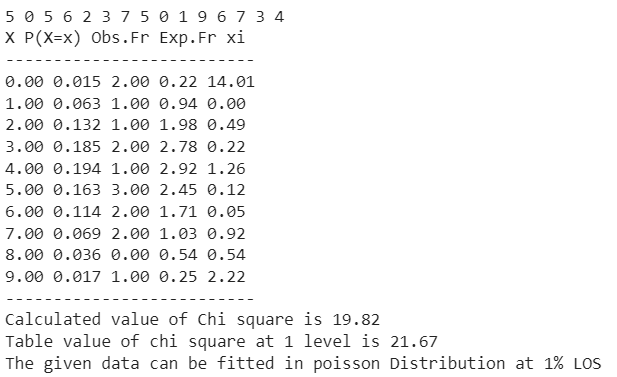 5 0 5 6 2 3 7 5 0 1 9 6 7 3 4
X P(X=x) Obs.Fr Exp.Fr xi
--------------------------
0.00 0.015 2.00 0.22 14.01
1.00 0.063 1.00 0.94 0.00
2.00 0.132 1.00 1.98 0.49
3.00 0.185 2.00 2.78 0.22
4.00 0.194 1.00 2.92 1.26
5.00 0.163 3.00 2.45 0.12
6.00 0.114 2.00 1.71 0.05
7.00 0.069 2.00 1.03 0.92
8.00 0.036 0.00 0.54 0.54
9.00 0.017 1.00 0.25 2.22
--------------------------
Calculated value of Chi square is 19.82
Table value of chi square at 1 level is 21.67
The given data can be fitted in poisson Distribution at 1% LOS